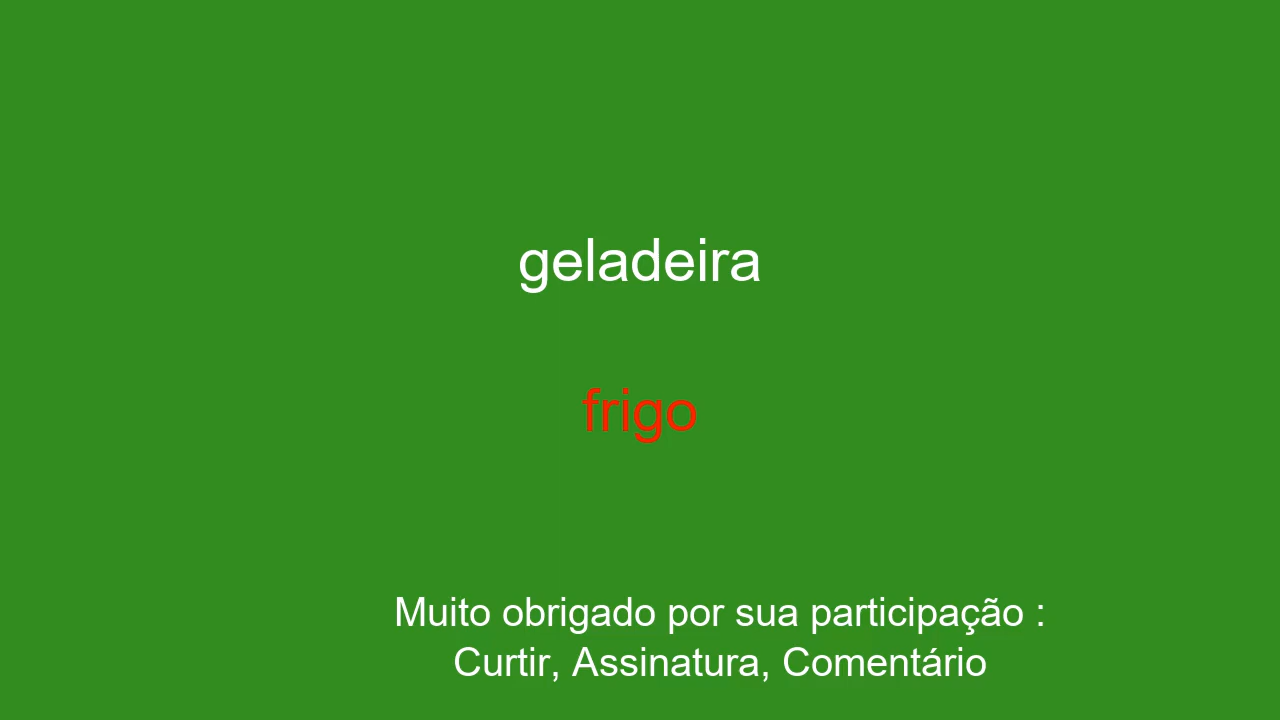 geladeira
frigo
Muito obrigado por sua participação :
Curtir, Assinatura, Comentário